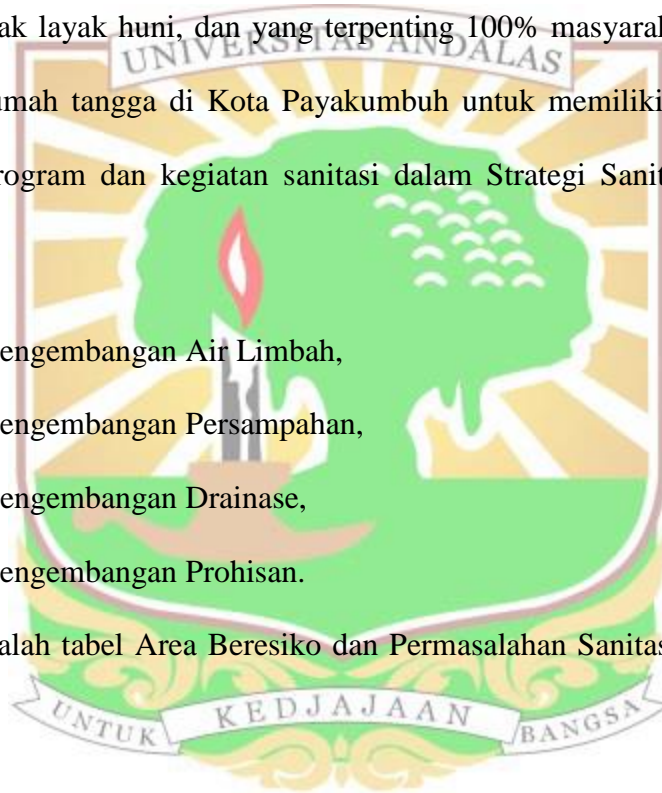 ak layak huni, dan yang terpenting 100% masyaral
UNIVERSITAS ANDALAS
umah tangga di Kota Payakumbuh untuk memiliki
rogram dan kegiatan sanitasi dalam Strategi Sanit
engembangan Air Limbah,
engembangan Persampahan,
engembangan Drainase,
engembangan Prohisan.
alah tabel Area Beresiko dan Permasalahan Sanitas
UNTUK KEDJAJAAN BANGSA